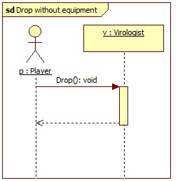 sd Drop without equipment
v : Virologist
p : Player
Drop(): void